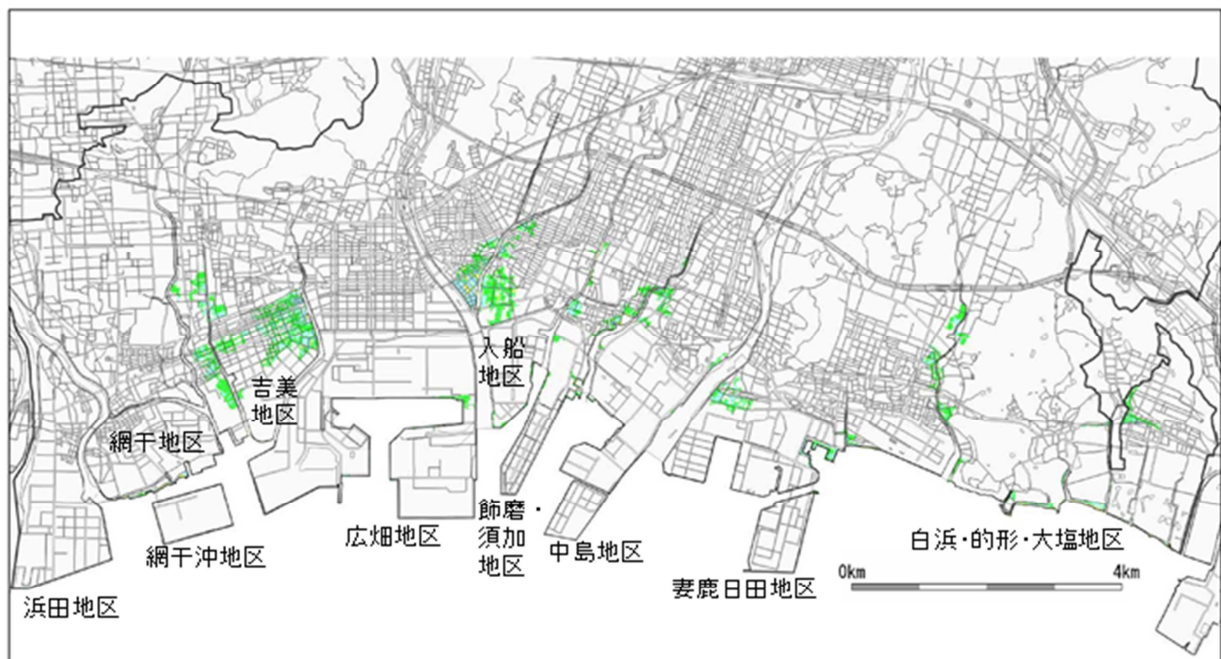 入船
地区
吉美
地区
網干地区
網干沖地区
浜田地区
広畑地区
飾磨・
須加
地区
中島地区
妻鹿日田地区
白浜・的形・大塩地区
0km
4km